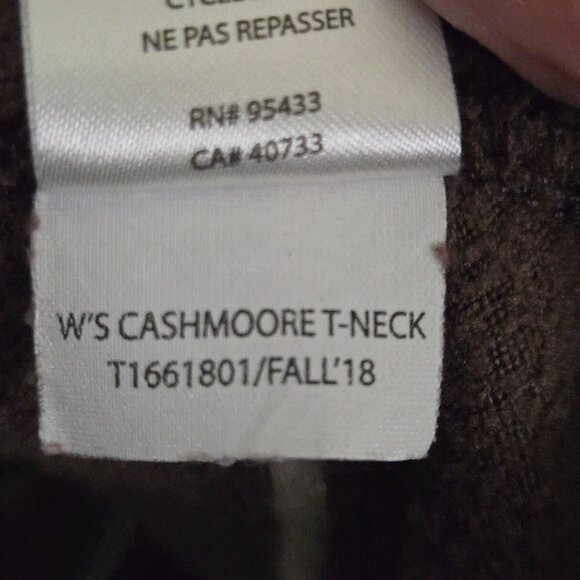 NE PAS REPASSER
RN# 95433
CA# 40733
W'S CASHMOORE T-NECK
T1661801/FALL'18